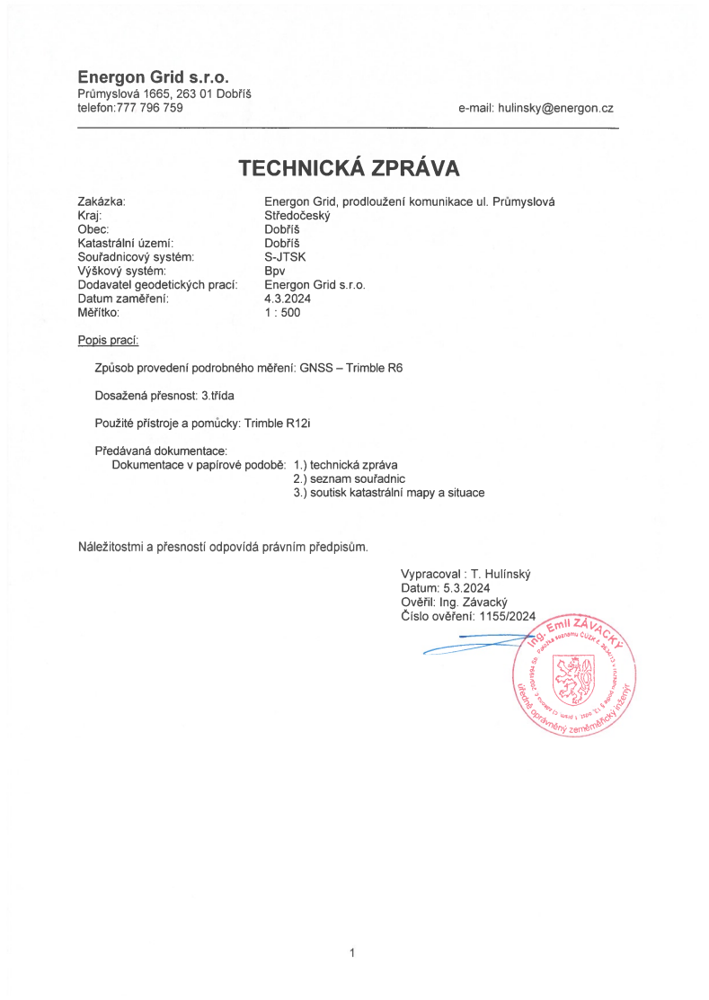 Energon Grid s.r.o.
Průmyslová 1665, 263 01 Dobříš
telefon:777 796 759 e-mail: hulinsky@energon.cz
TECHNICKÁ ZPRÁVA
Zakázka: Energon Grid, prodloužení komunikace ul. Průmyslová
Kraj: Středočeský
Obec: Dobříš
Katastrální území: Dobříš
Souřadnicový systém: S-JTSK
Výškový systém: Bpv
Dodavatel geodetických prací: Energon Grid s.r.o.
Datum zaměření: 4.3.2024
Měřítko: 1 : 500
Popis prací:
Způsob provedení podrobného měření: GNSS – Trimble R6
Dosažená přesnost: 3.třída
Použité přístroje a pomůcky: Trimble R12i
Předávaná dokumentace:
Dokumentace v papírové podobě: 1.) technická zpráva
2.) seznam souřadnic
3.) soutisk katastrální mapy a situace
Náležitostmi a přesností odpovídá právním předpisům.
Vypracoval : T. Hulínský
Datum: 5.3.2024
Ověřil: Ing. Závacký
Číslo ověření: 1155/2024
Ing. Emil ZÁVACKÝ
Položka seznamu ČÚZK č.
úředně oprávněný zeměměřický inženýr
1